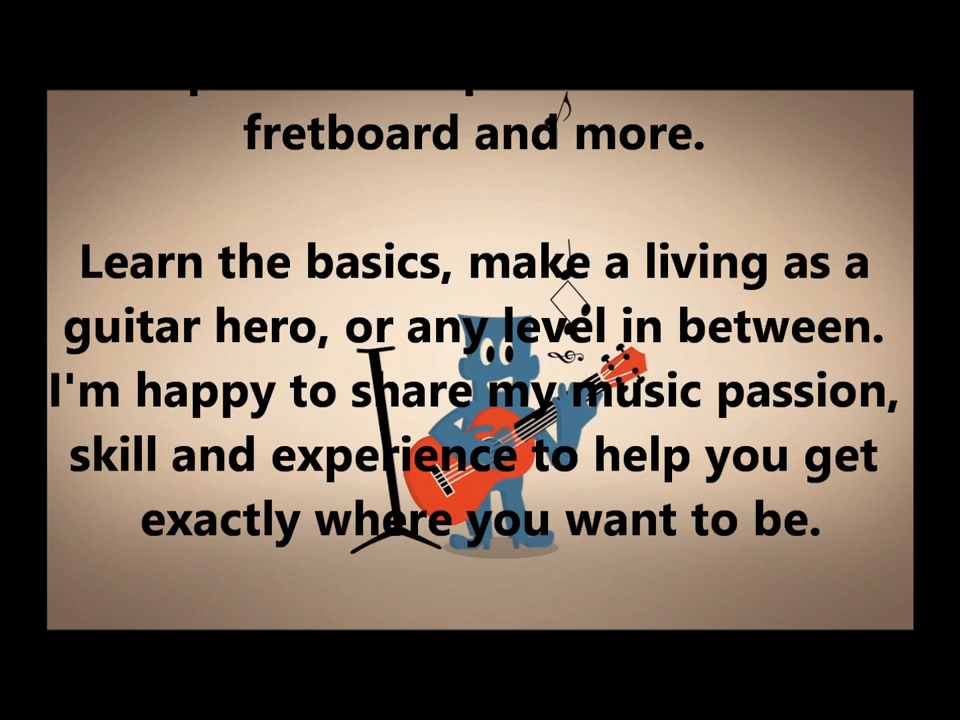 fretboard and more.
Learn the basics, make a living as a
guitar hero, or any level in between.
I'm happy to share my music passion,
skill and experience to help you get
exactly where you want to be.